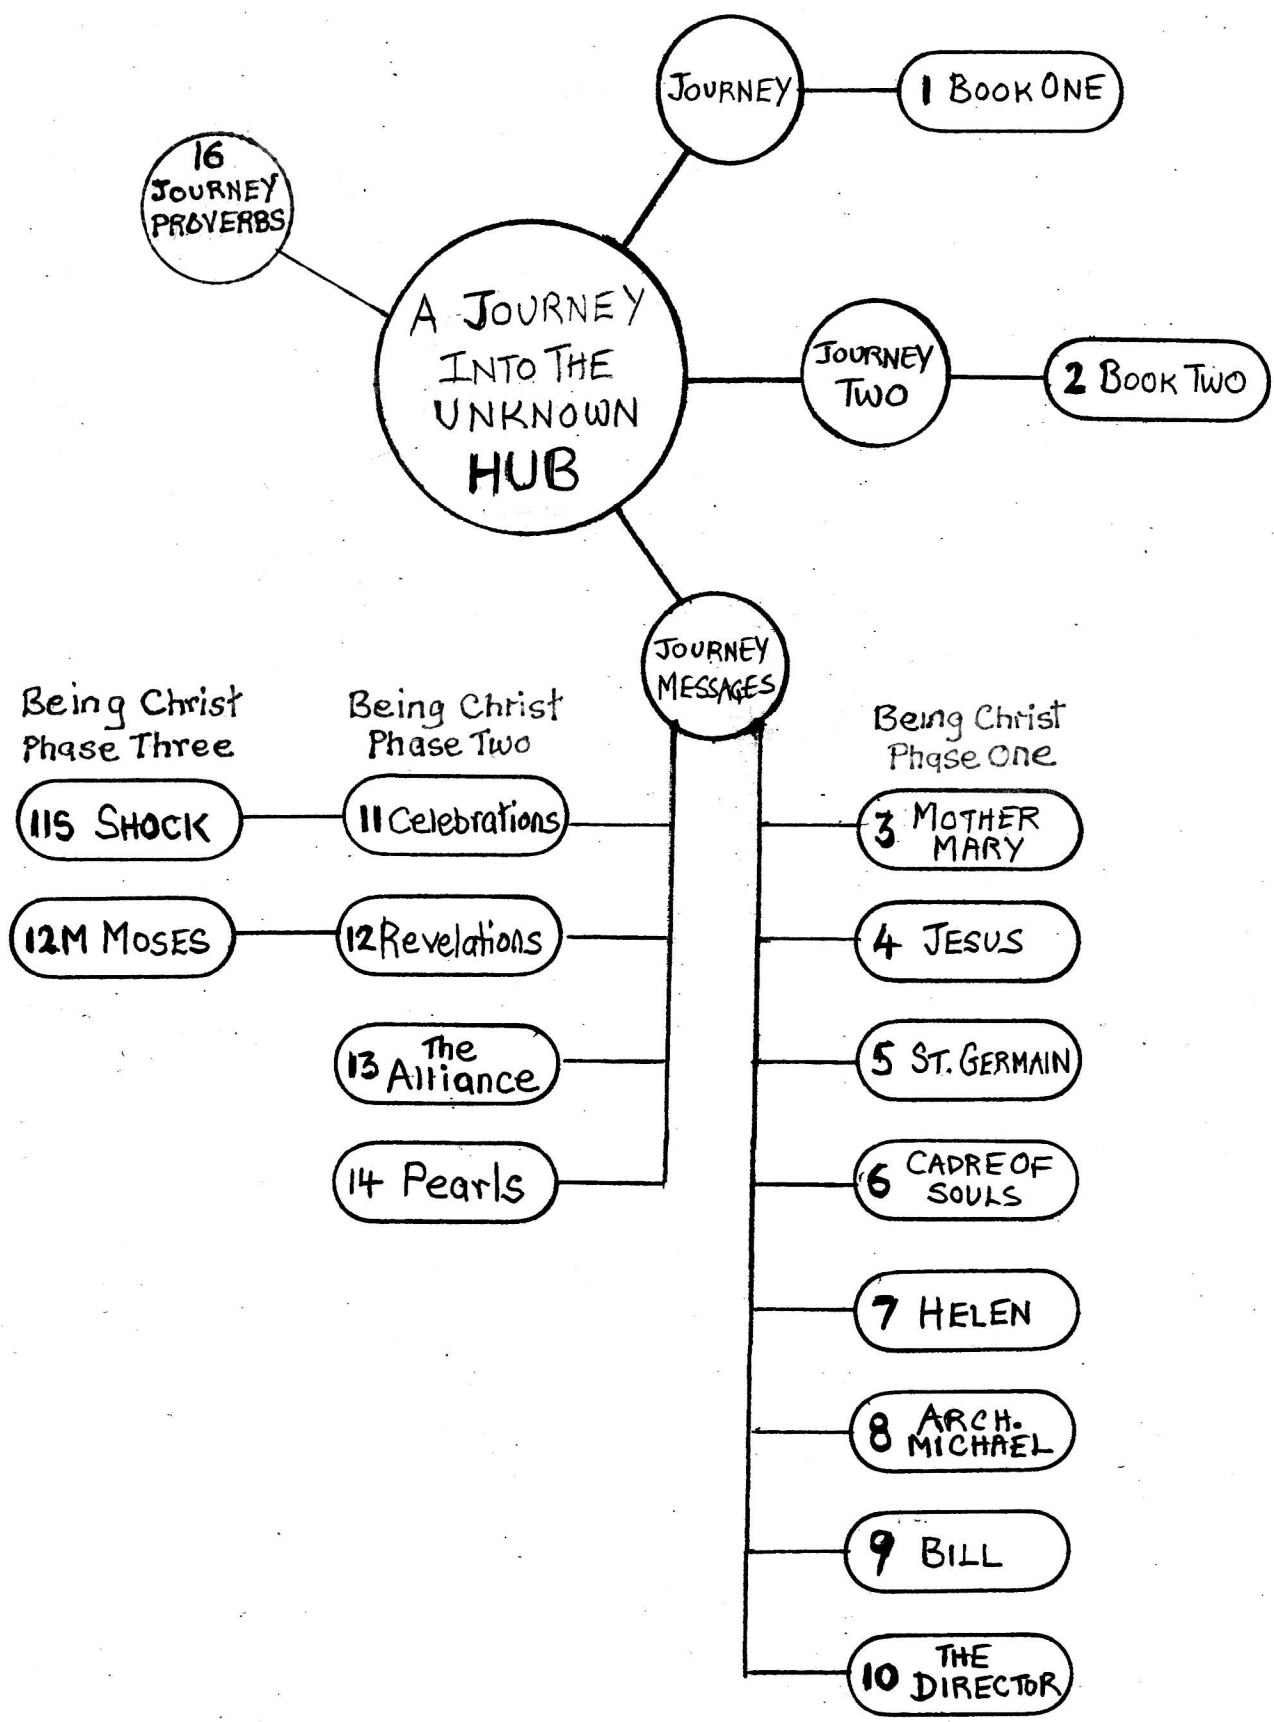 JOURNEY
1 BOOK ONE
16
JOURNEY
PROVERBS
A JOURNEY
INTO THE
UNKNOWN
HUB
JOURNEY
TWO
2 BOOK TWO
JOURNEY
MESSAGES
Being Christ
Phase Three
Being Christ
Phase Two
Being Christ
Phase One
11S SHOCK
11 Celebrations
3 MOTHER
MARY
12M MOSES
12 Revelations
4 JESUS
13 The
Alliance
5 ST. GERMAIN
14 Pearls
6 CADRE OF
SOULS
7 HELEN
8 ARCH.
MICHAEL
9 BILL
10 THE
DIRECTOR